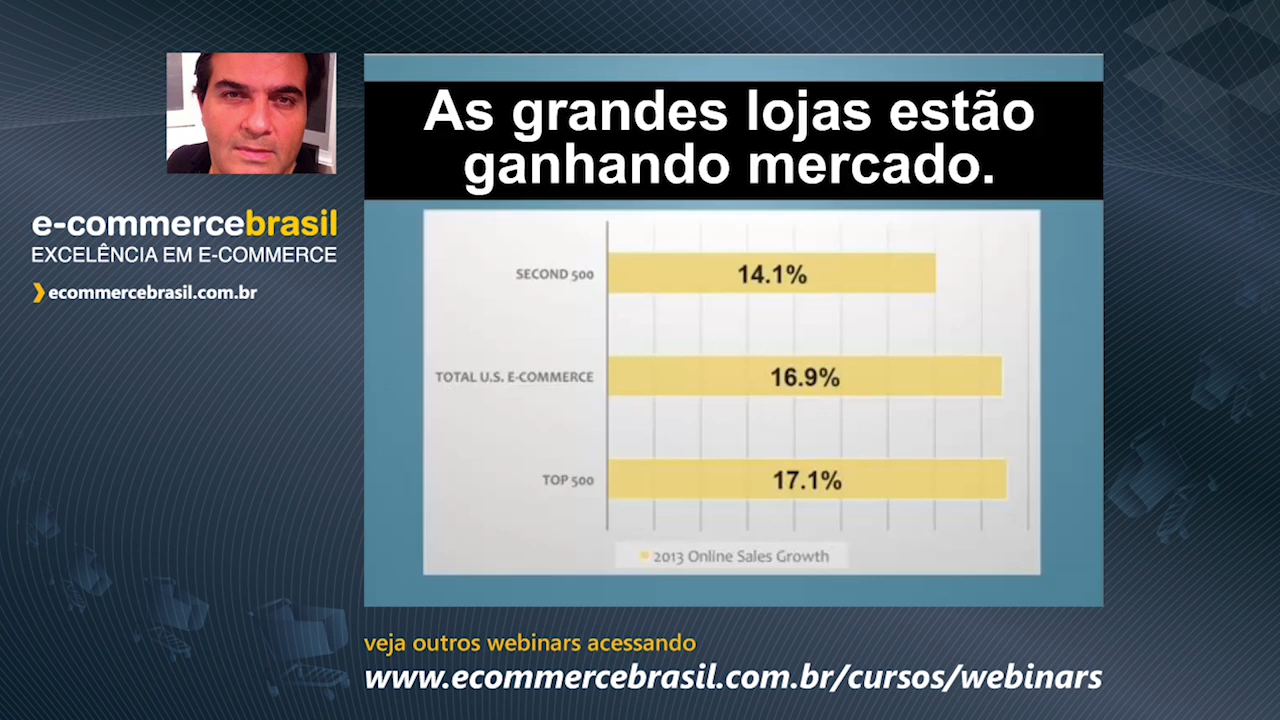 As grandes lojas estão
ganhando mercado.
e-commercebrasil
EXCELÊNCIA EM E-COMMERCE
ecommercebrasil.com.br
SECOND 500
14.1%
TOTAL U.S. E-COMMERCE
16.9%
TOP 500
17.1%
2013 Online Sales Growth
veja outros webinars acessando
www.ecommercebrasil.com.br/cursos/webinars